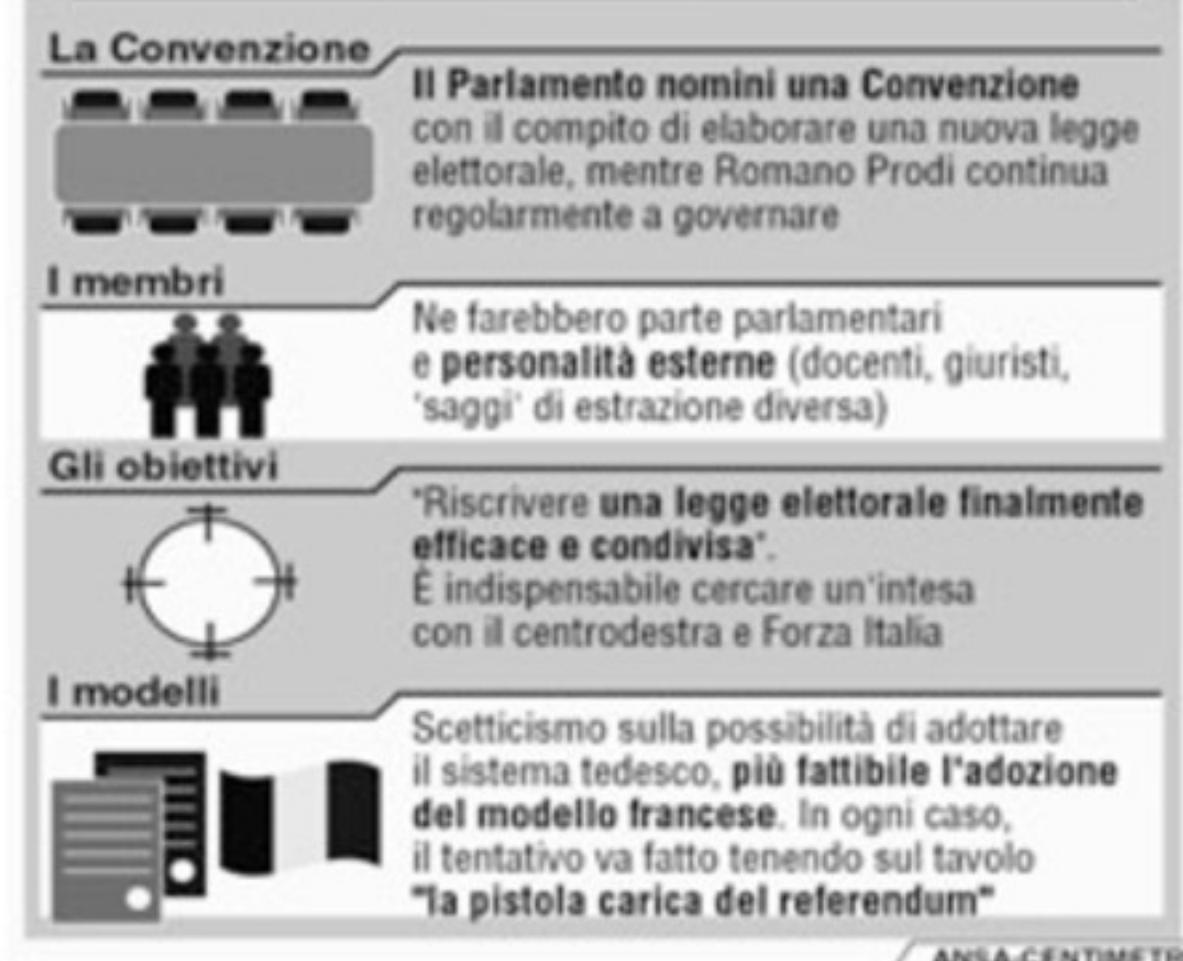 La Convenzione
Il Parlamento nomini una Convenzione
con il compito di elaborare una nuova legge
elettorale, mentre Romano Prodi continua
regolarmente a governare
I membri
Ne farebbero parte parlamentari
e personalità esterne (docenti, giuristi,
'saggi' di estrazione diversa)
Gli obiettivi
"Riscrivere una legge elettorale finalmente
efficace e condivisa".
È indispensabile cercare un'intesa
con il centrodestra e Forza Italia
I modelli
Scetticismo sulla possibilità di adottare
il sistema tedesco, più fattibile l'adozione
del modello francese. In ogni caso,
il tentativo va fatto tenendo sul tavolo
"la pistola carica del referendum"
ANSA-CENTIMETR